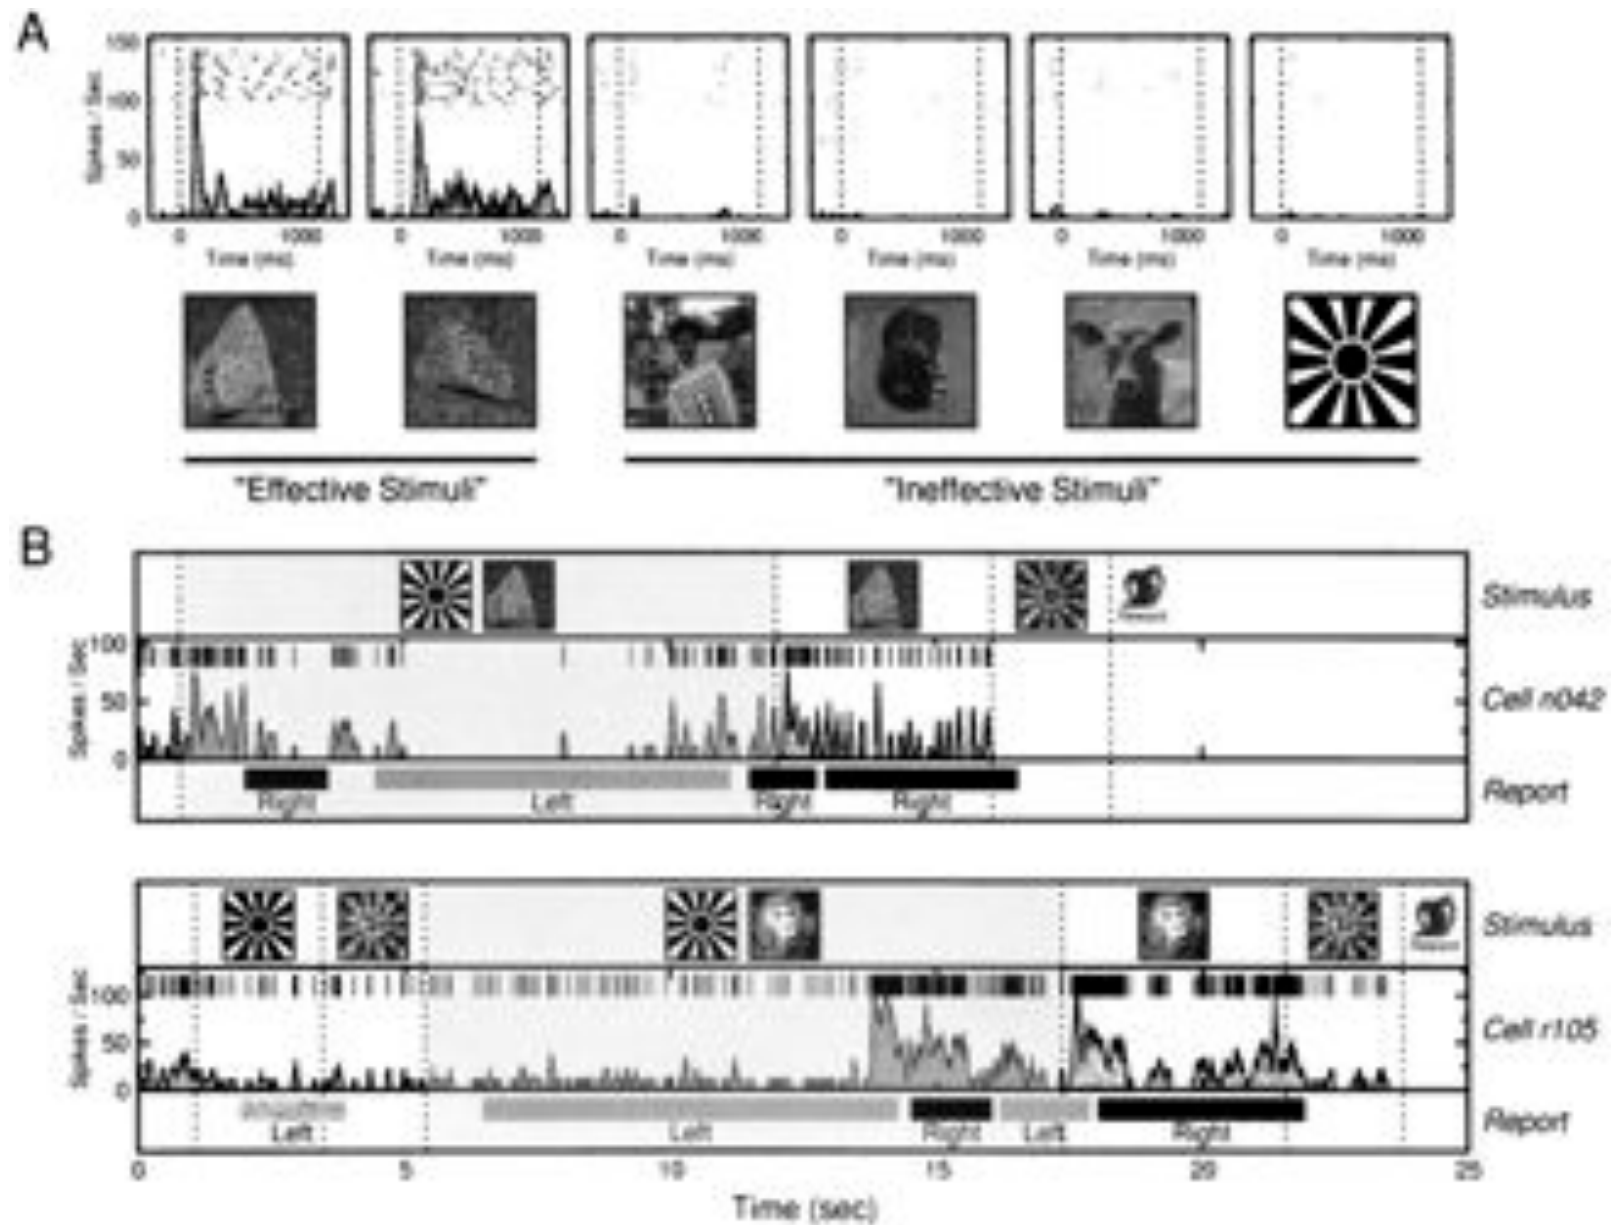 A
150
100
50
0
Spikes / Sec
0 1000 0 1000 0 1000 0 1000 0 1000 0 1000
Time (ms) Time (ms) Time (ms) Time (ms) Time (ms) Time (ms)
"Effective Stimuli" "Ineffective Stimuli"
B
Stimulus
100
50
0
Spikes / Sec
Cell n042
Right Left Right Right
Report
Stimulus
100
50
0
Spikes / Sec
Cell r105
Left Left Right Left Right
Report
0 5 10 15 20 25
Time (sec)